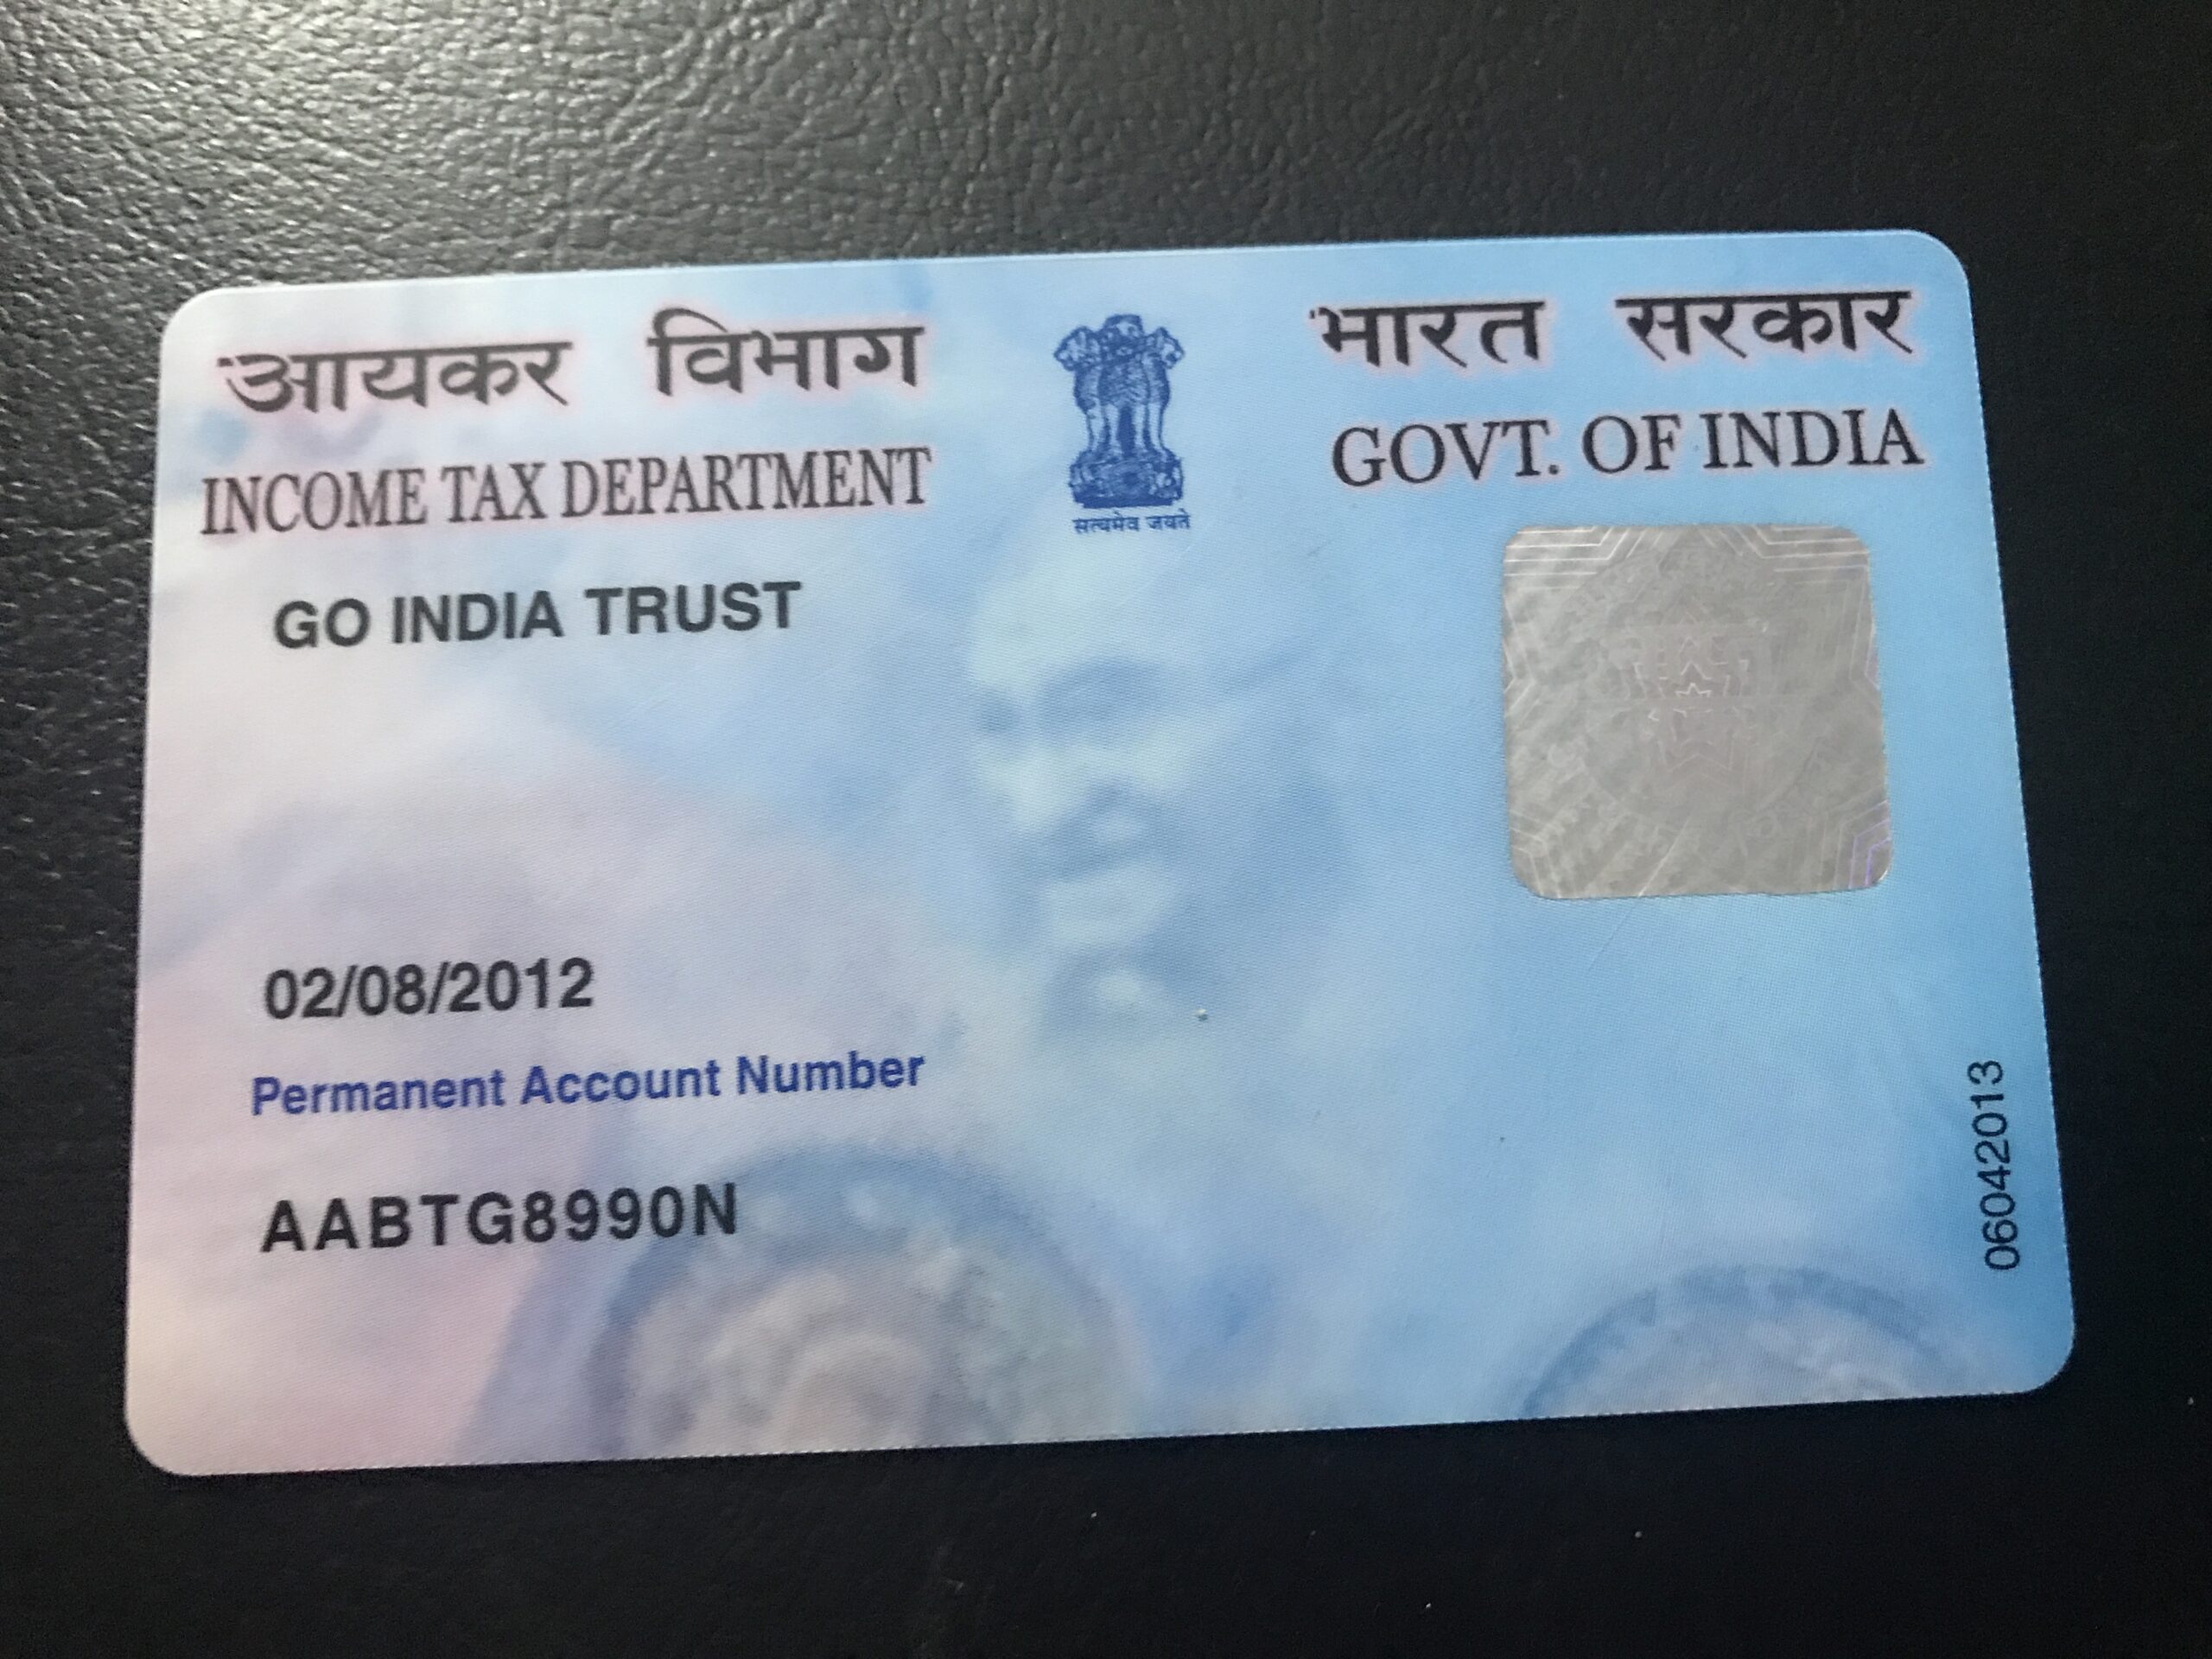 आयकर विभाग
INCOME TAX DEPARTMENT
सत्यमेव जयते
भारत सरकार
GOVT. OF INDIA
GO INDIA TRUST
02/08/2012
Permanent Account Number
AABTG8990N
06042013